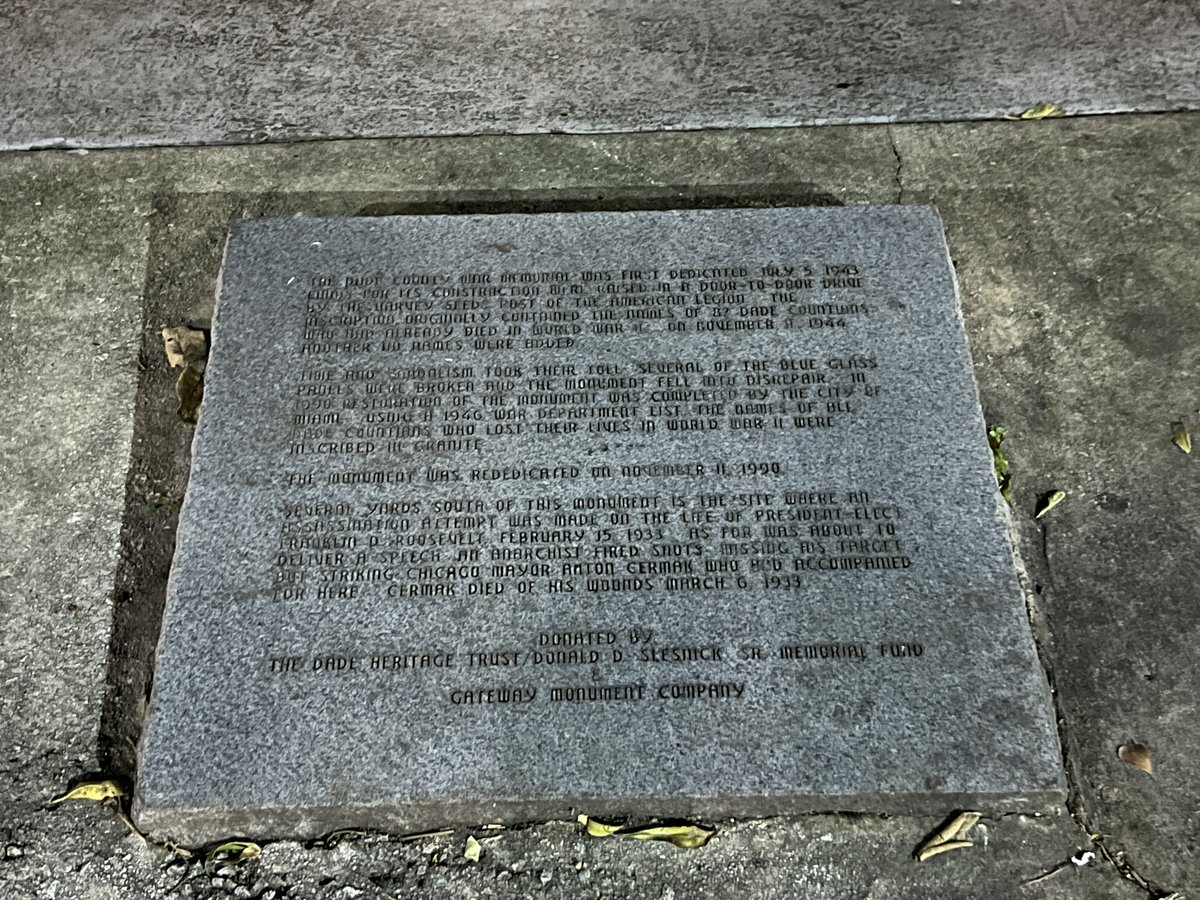 THE DADE COUNTY WAR MEMORIAL WAS FIRST DEDICATED JULY 5, 1943
FUNDS FOR ITS CONSTRUCTION WERE RAISED IN A DOOR-TO-DOOR DRIVE
BY THE HARVEY SEEDS POST OF THE AMERICAN LEGION. THE
INSCRIPTION ORIGINALLY CONTAINED THE NAMES OF 87 DADE COUNTIANS
WHO HAD ALREADY DIED IN WORLD WAR II. ON NOVEMBER 11, 1944
ANOTHER NAMES WERE ADDED.
TIME AND VANDALISM TOOK THEIR TOLL. SEVERAL OF THE BLUE GLASS
PANELS WERE BROKEN AND THE MONUMENT FELL INTO DISREPAIR. IN
RESTORATION OF THE MONUMENT WAS COMPLETED BY THE CITY OF
MIAMI. USING A 1946 WAR DEPARTMENT LIST, THE NAMES OF ALL
DADE COUNTIANS WHO LOST THEIR LIVES IN WORLD WAR II WERE
INSCRIBED IN GRANITE.
THE MONUMENT WAS REDEDICATED ON NOVEMBER 11, 1990.
SEVERAL YARDS SOUTH OF THIS MONUMENT IS THE SITE WHERE AN
ASSASSINATION ATTEMPT WAS MADE ON THE LIFE OF PRESIDENT-ELECT
FRANKLIN D. ROOSEVELT, FEBRUARY 15, 1933. AS FDR WAS ABOUT TO
DELIVER A SPEECH, AN ANARCHIST FIRED SHOTS, MISSING HIS TARGET
BUT STRIKING CHICAGO MAYOR ANTON CERMAK WHO HAD ACCOMPANIED
FDR HERE. CERMAK DIED OF HIS WOUNDS MARCH 6, 1933.
DONATED BY
THE DADE HERITAGE TRUST/DONALD D. SLESNICK, SR. MEMORIAL FUND
&
GATEWAY MONUMENT COMPANY